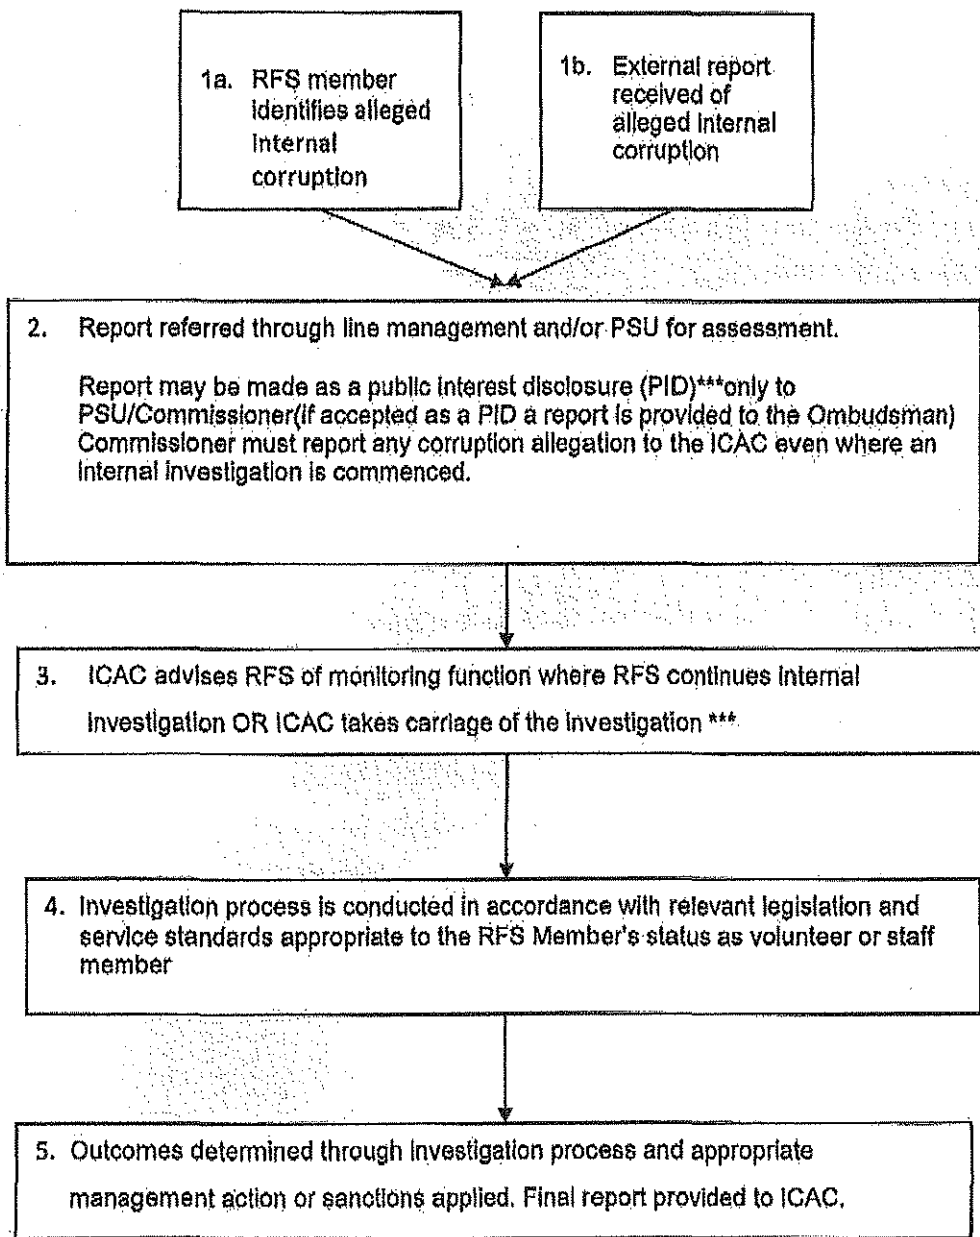 1a. RFS member
identifies alleged
internal
corruption
1b. External report
received of
alleged internal
corruption
2. Report referred through line management and/or PSU for assessment.
Report may be made as a public interest disclosure (PID)***only to
PSU/Commissioner(if accepted as a PID a report is provided to the Ombudsman)
Commissioner must report any corruption allegation to the ICAC even where an
internal investigation is commenced.
3. ICAC advises RFS of monitoring function where RFS continues internal
investigation OR ICAC takes carriage of the investigation ***
4. Investigation process is conducted in accordance with relevant legislation and
service standards appropriate to the RFS Member's status as volunteer or staff
member
5. Outcomes determined through investigation process and appropriate
management action or sanctions applied. Final report provided to ICAC.